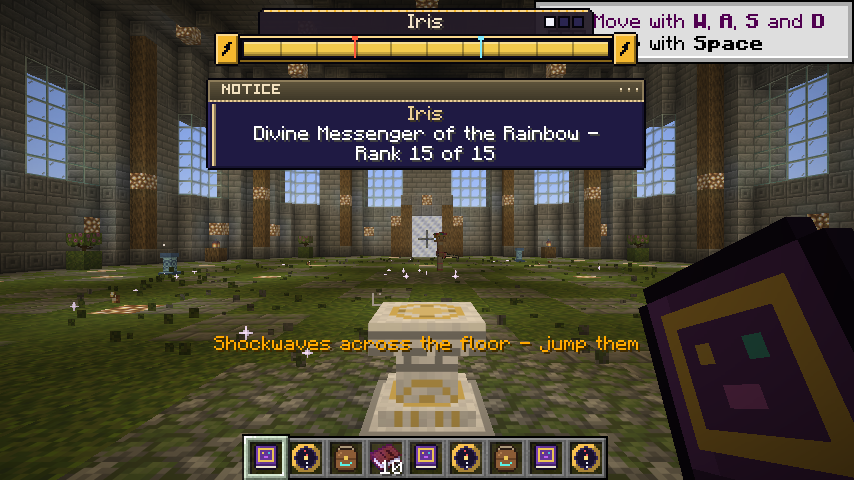 Iris
Move with W, A, S and D
with Space
NOTICE
Iris
Divine Messenger of the Rainbow –
Rank 15 of 15
Shockwaves across the floor – jump them
10